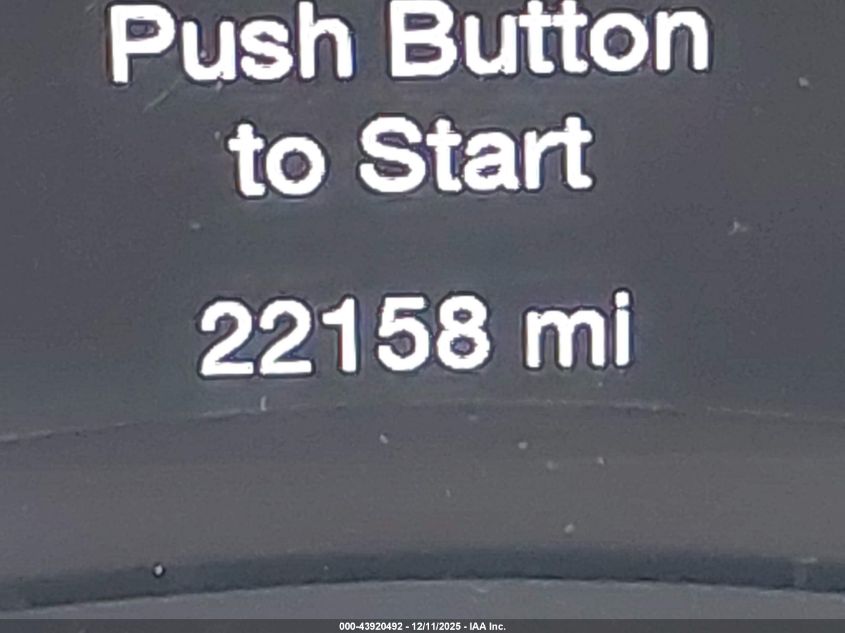 Push Button
to Start
22158 mi
000-43920492 - 12/11/2025 - IAA Inc.